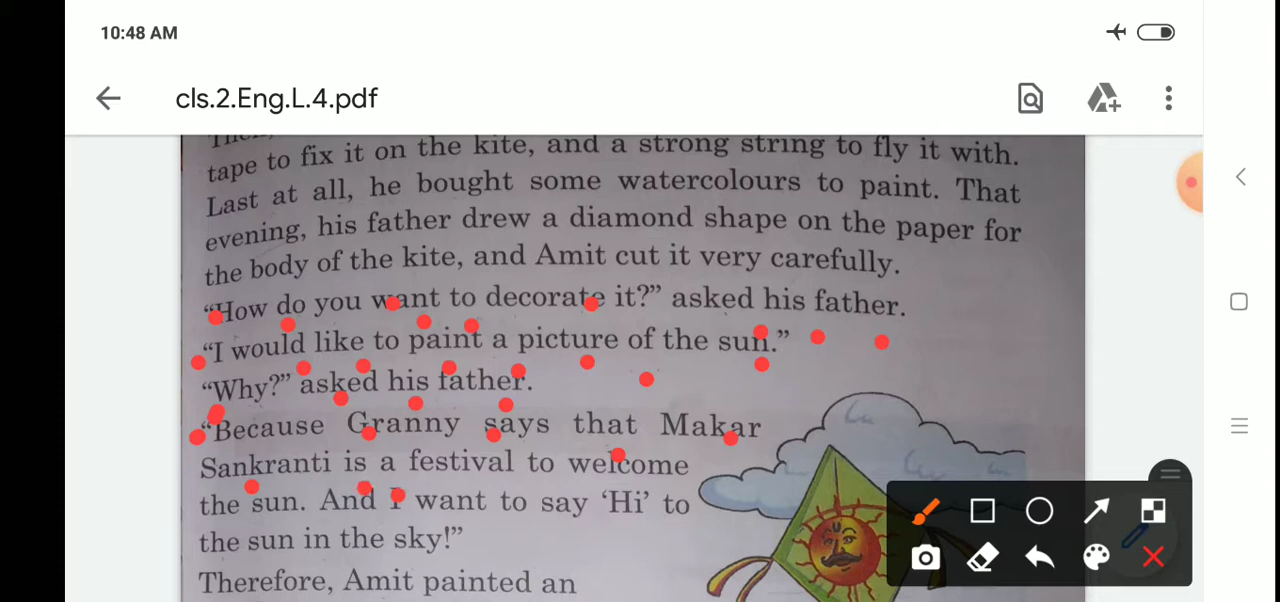 10:48 AM
cls.2.Eng.L.4.pdf
tape to fix it on the kite, and a strong string to fly it with.
Last at all, he bought some watercolours to paint. That
evening, his father drew a diamond shape on the paper for
the body of the kite, and Amit cut it very carefully.
“How do you want to decorate it?” asked his father.
“I would like to paint a picture of the sun.”
“Why?” asked his father.
“Because Granny says that Makar
Sankranti is a festival to welcome
the sun. And I want to say ‘Hi’ to
the sun in the sky!”
Therefore, Amit painted an